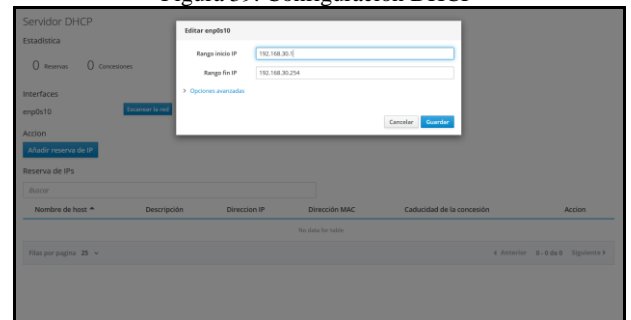 Figura 39. Configuración DHCP
Servidor DHCP
Estadística
0 Reservas 0 Concesiones
Interfaces
enp0s10 Escanear la red
Accion
Añadir reserva de IP
Reserva de IPs
Buscar
Nombre de host Descripción Direccion IP Dirección MAC Caducidad de la concesión Accion
No data for table
Filas por pagina 25 Anterior 0 - 0 de 0 Siguiente
Editar enp0s10
Rango inicio IP 192.168.30.1
Rango fin IP 192.168.30.254
Opciones avanzadas
Cancelar Guardar